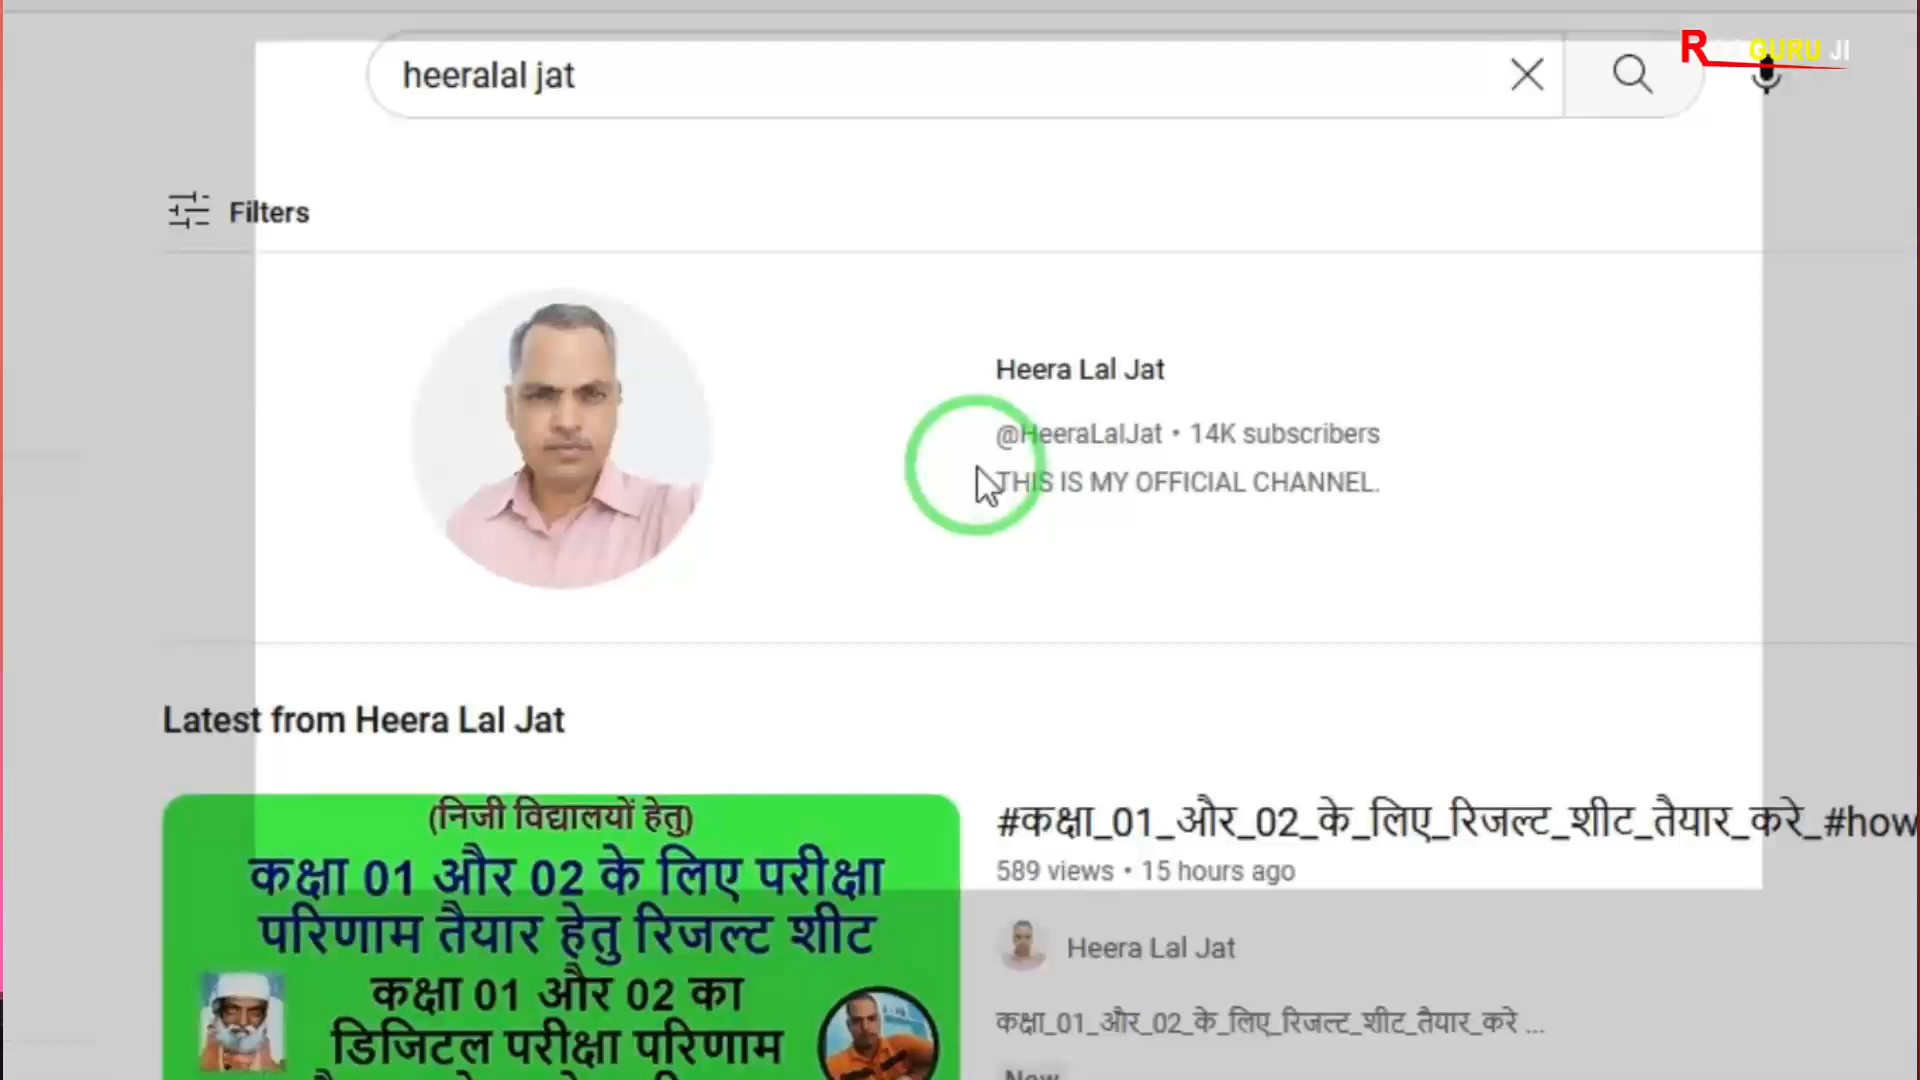 heeralal jat
R GURU JI
Filters
Heera Lal Jat
@HeeraLalJat • 14K subscribers
THIS IS MY OFFICIAL CHANNEL.
Latest from Heera Lal Jat
(निजी विद्यालयों हेतु)
कक्षा 01 और 02 के लिए परीक्षा
परिणाम तैयार हेतु रिजल्ट शीट
कक्षा 01 और 02 का
डिजिटल परीक्षा परिणाम
#कक्षा_01_और_02_के_लिए_रिजल्ट_शीट_तैयार_करे_#how
589 views • 15 hours ago
Heera Lal Jat
कक्षा_01_और_02_के_लिए_रिजल्ट_शीट_तैयार_करे ...
New